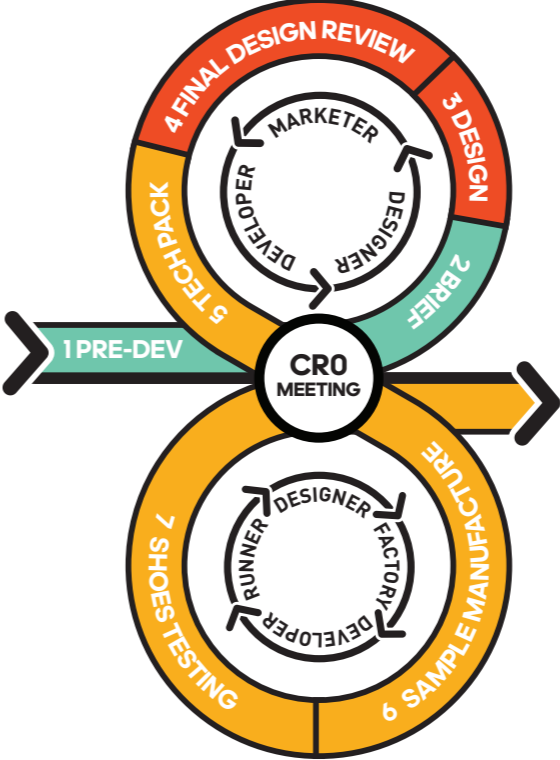 1 PRE-DEV
2 BRIEF
3 DESIGN
4 FINAL DESIGN REVIEW
5 TECH PACK
MARKETER
DEVELOPER
DESIGNER
CR0
MEETING
6 SAMPLE MANUFACTURE
7 SHOES TESTING
DESIGNER
FACTORY
DEVELOPER
RUNNER